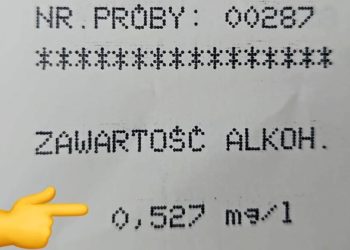 NR.PRÓBY: 00287
*****************
ZAWARTOŚĆ ALKOH.
0,527 mg/l